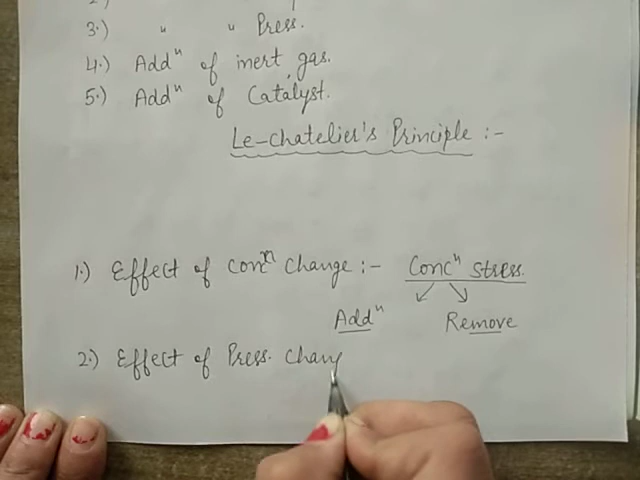 3.) " " Press.
4.) Addⁿ of inert gas.
5.) Addⁿ of Catalyst.
Le-chatelier's Principle :-
1.) Effect of concⁿ change :- Concⁿ stress.
Addⁿ Remove
2.) Effect of Press. Chang